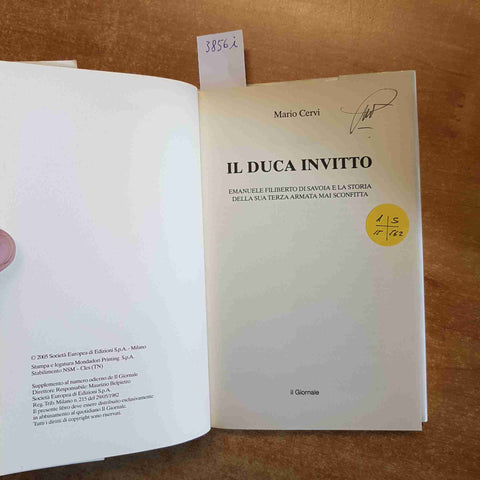 3856 i
Mario Cervi
IL DUCA INVITTO
EMANUELE FILIBERTO DI SAVOIA E LA STORIA
DELLA SUA TERZA ARMATA MAI SCONFITTA
1 5
15 562
il Giornale
© 2005 Società Europea di Edizioni S.p.A. - Milano
Stampa e legatura Mondadori Printing S.p.A.
Stabilimento NSM - Cles (TN)
Supplemento al numero odierno de Il Giornale
Direttore Responsabile: Maurizio Belpietro
Società Europea di Edizioni S.p.A.
Reg. Trib. Milano n. 215 del 29/05/1982
Il presente libro deve essere distribuito esclusivamente
in abbinamento al quotidiano Il Giornale.
Tutti i diritti di copyright sono riservati.